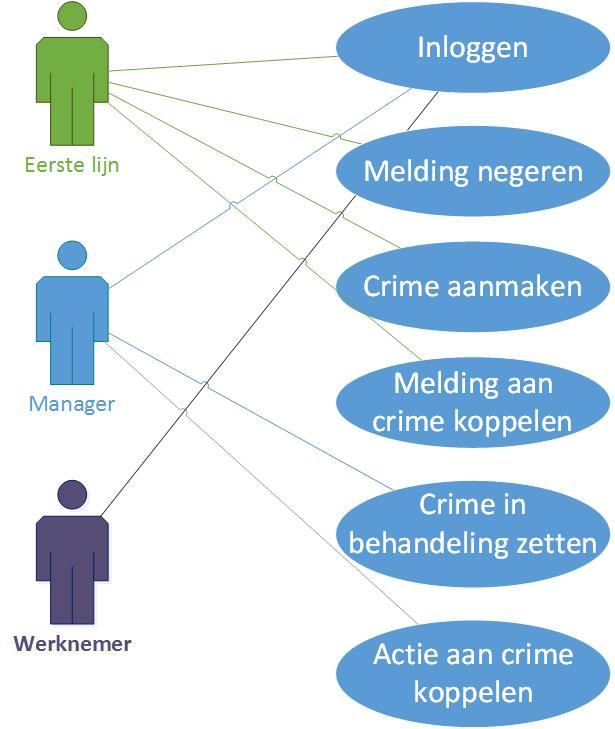 Eerste lijn
Manager
Werknemer
Inloggen
Melding negeren
Crime aanmaken
Melding aan
crime koppelen
Crime in
behandeling zetten
Actie aan crime
koppelen